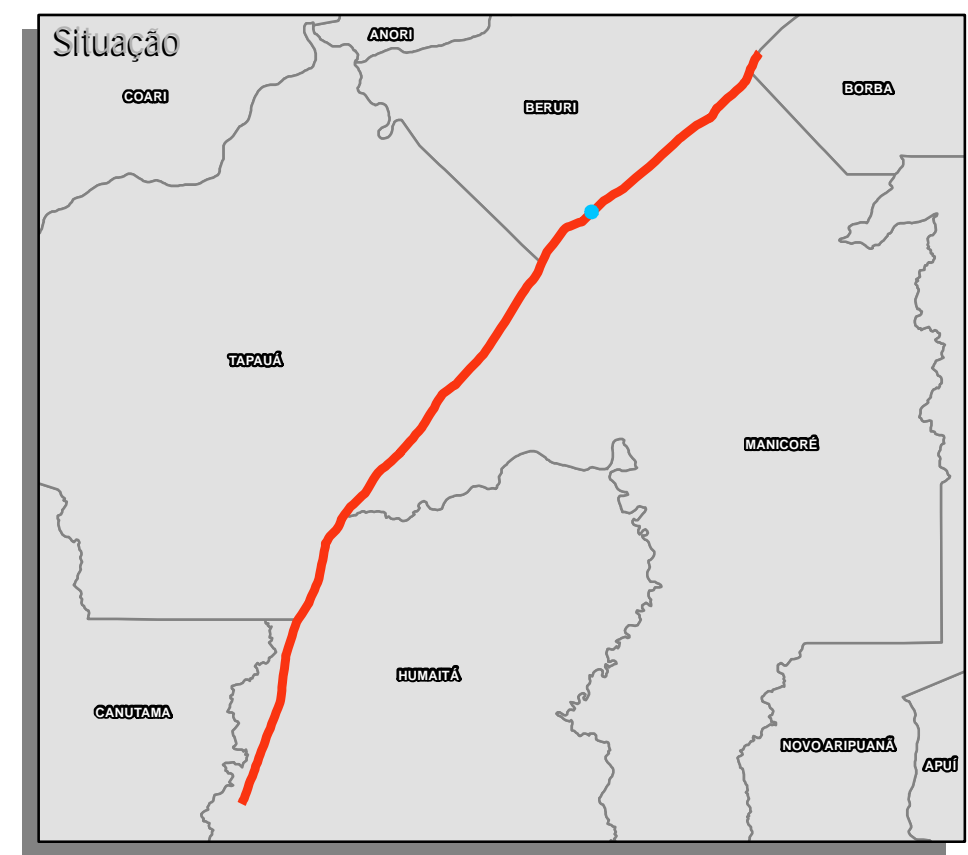 Situação
ANORI
COARI
BERURI
BORBA
TAPAUÁ
MANICORÉ
HUMAITÁ
CANUTAMA
NOVO ARIPUANÃ
APUÍ